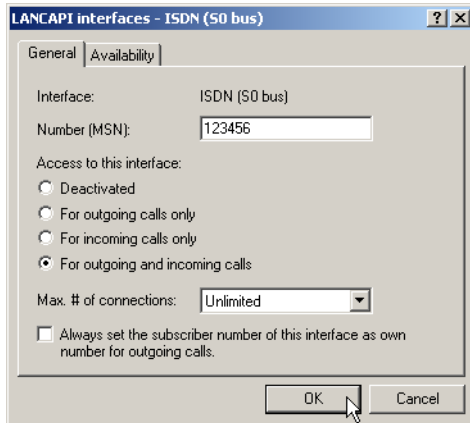 LANCAPI interfaces - ISDN (S0 bus)
General Availability
Interface: ISDN (S0 bus)
Number (MSN): 123456
Access to this interface:
Deactivated
For outgoing calls only
For incoming calls only
For outgoing and incoming calls
Max. # of connections: Unlimited
Always set the subscriber number of this interface as own
number for outgoing calls.
OK Cancel